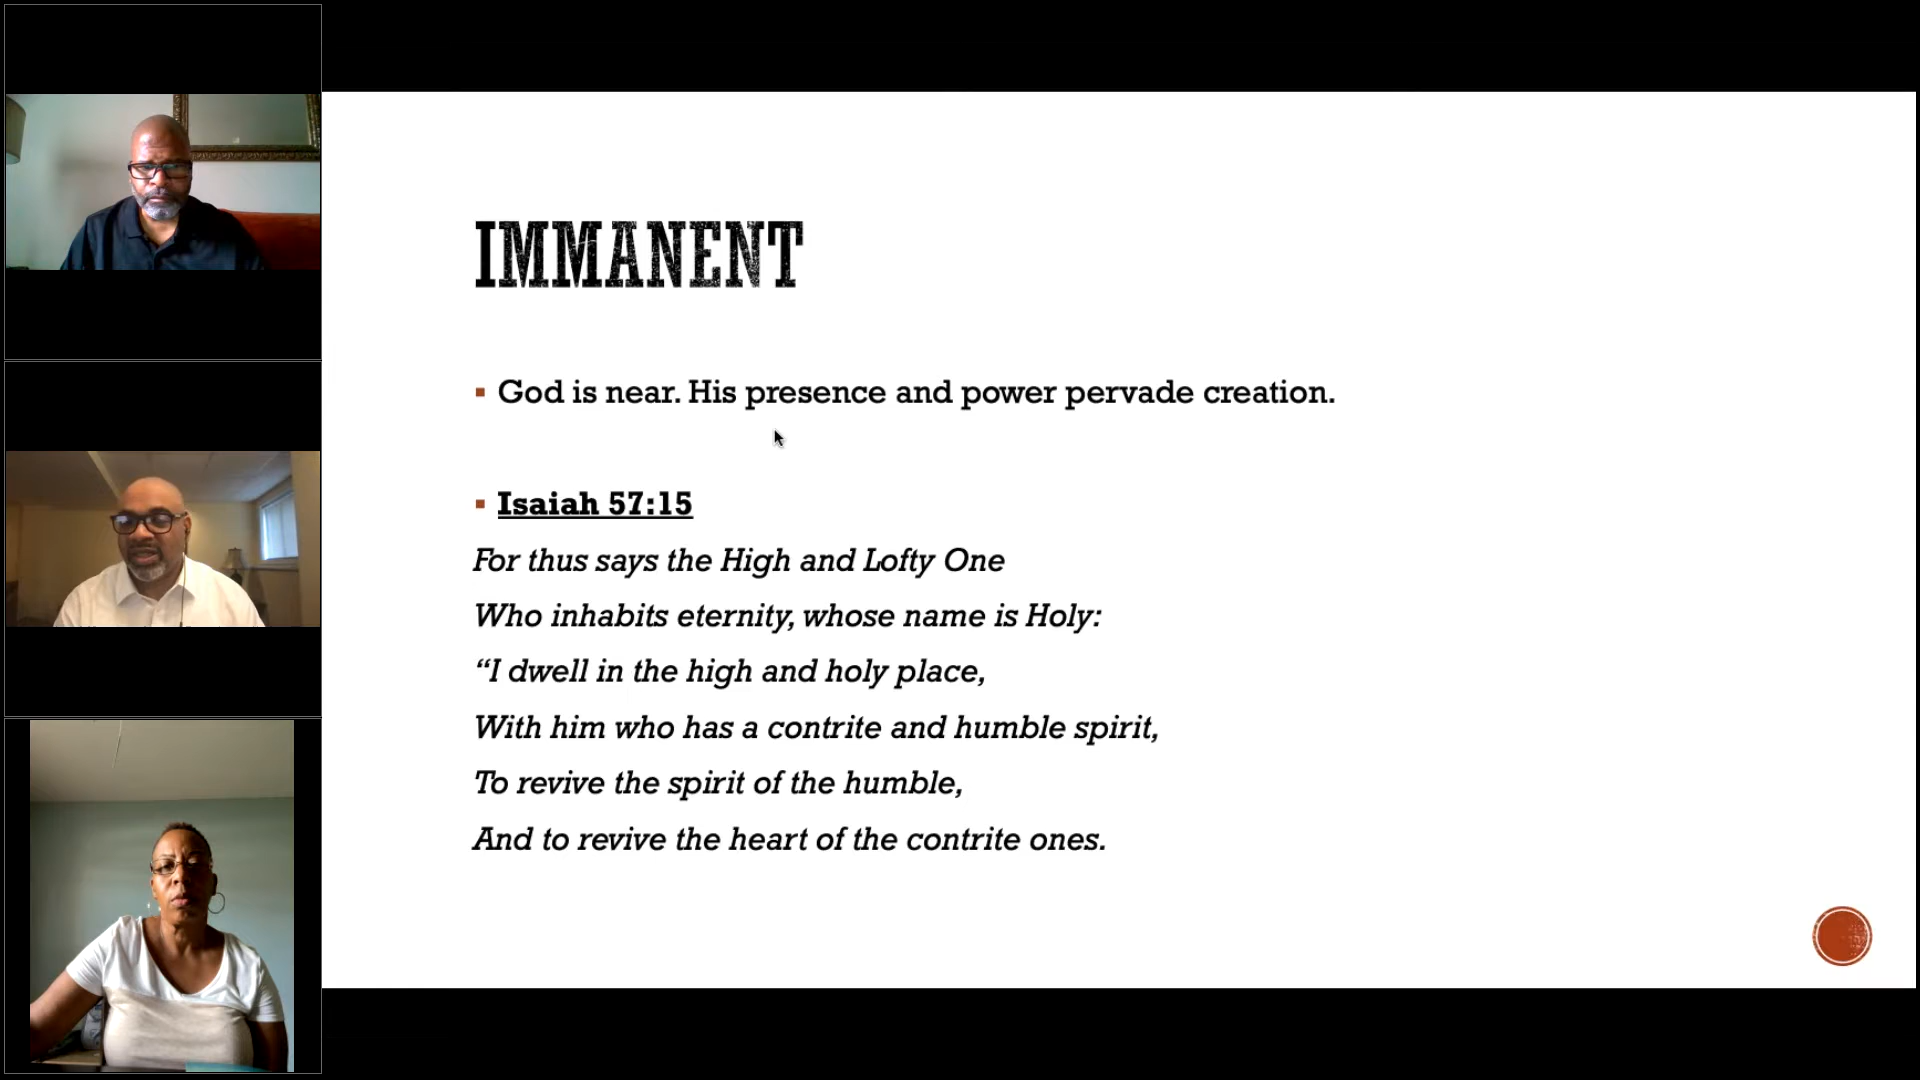 IMMANENT
▪ God is near. His presence and power pervade creation.
▪ Isaiah 57:15
For thus says the High and Lofty One
Who inhabits eternity, whose name is Holy:
“I dwell in the high and holy place,
With him who has a contrite and humble spirit,
To revive the spirit of the humble,
And to revive the heart of the contrite ones.